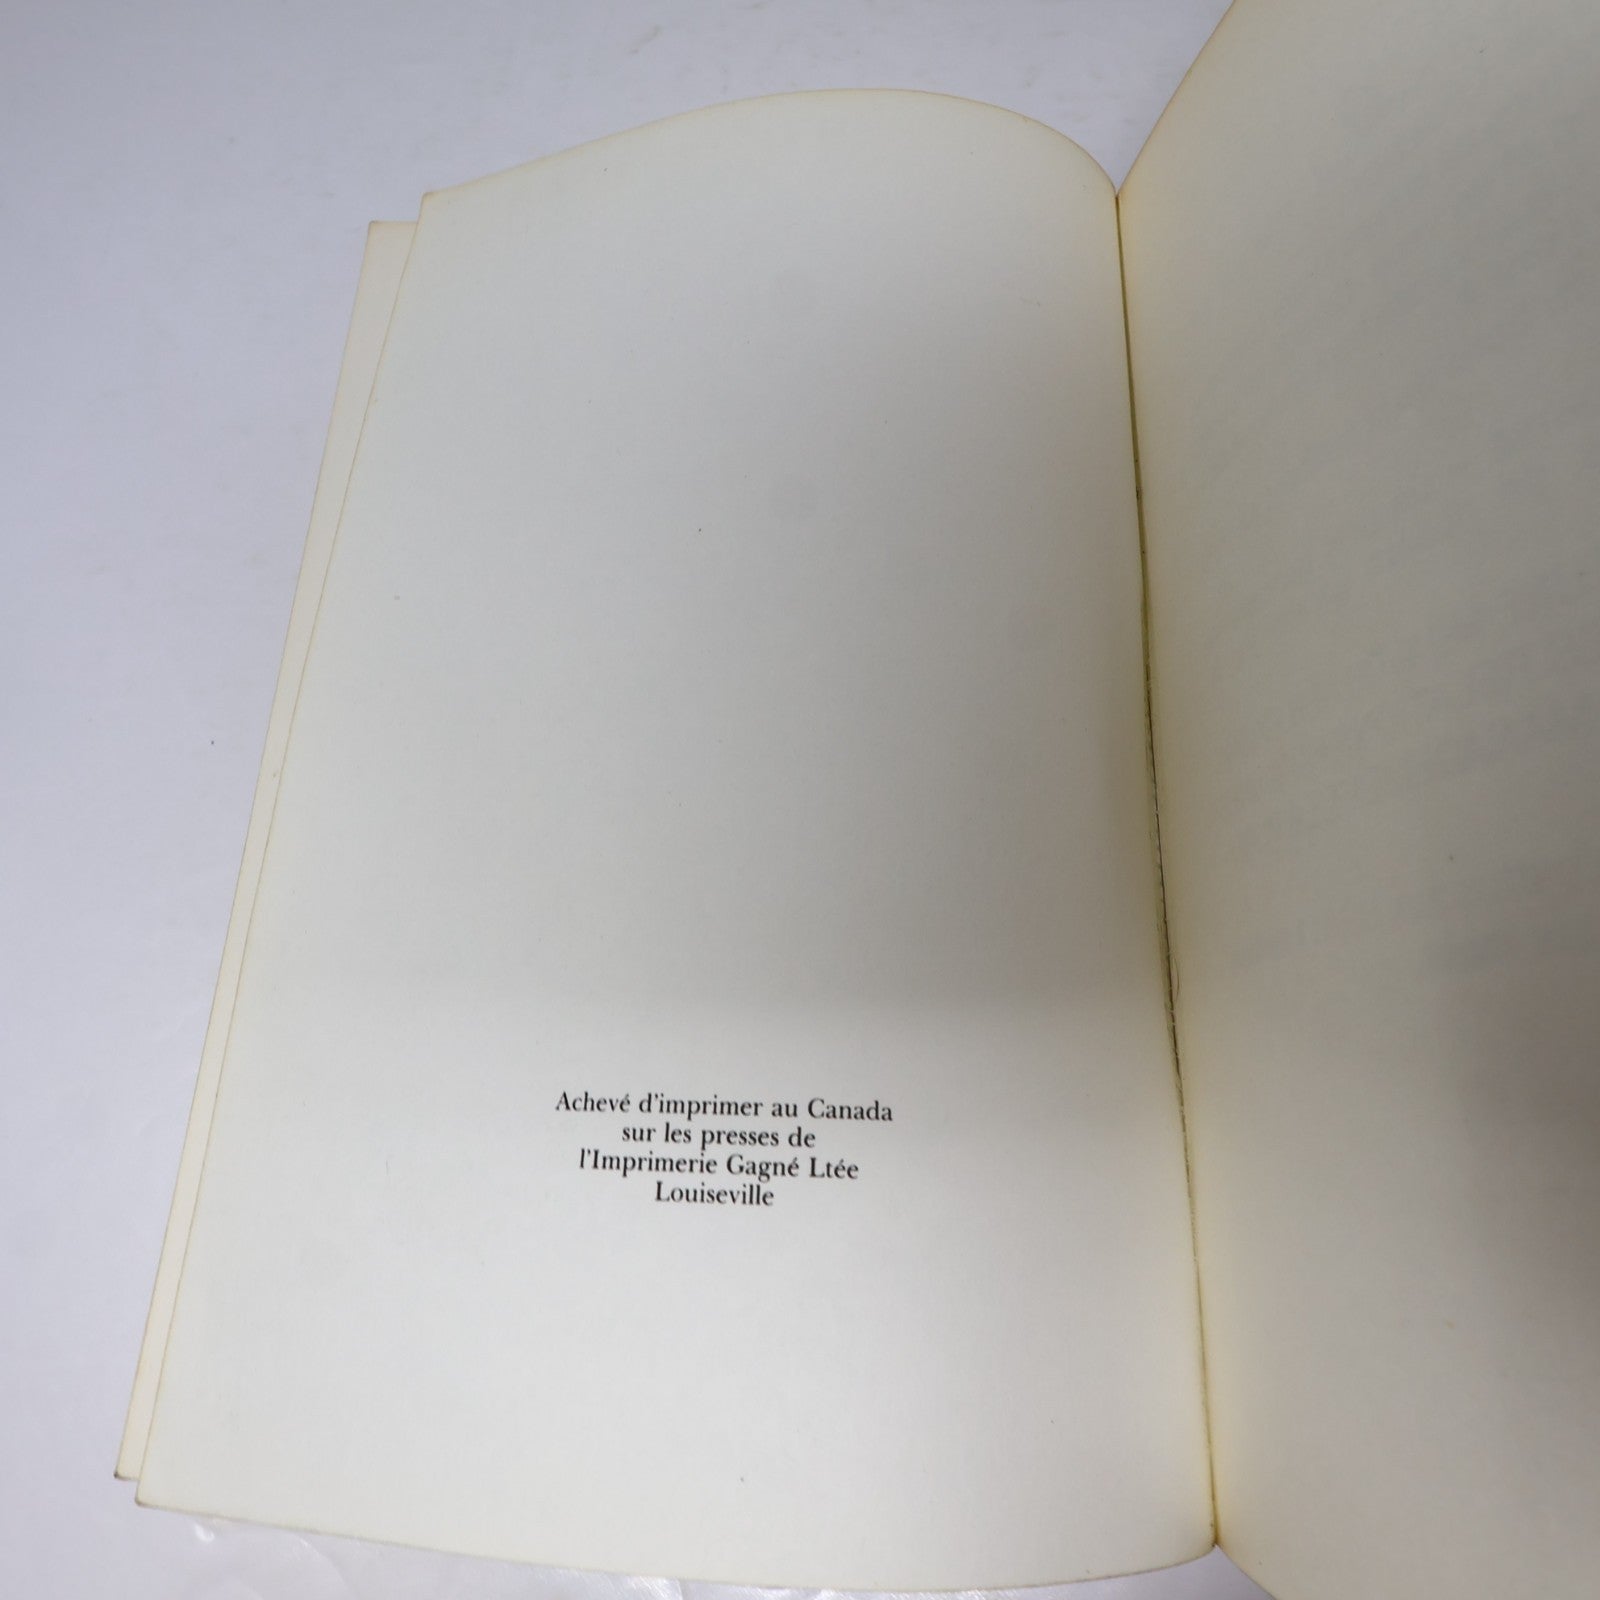 Achevé d'imprimer au Canada
sur les presses de
l'Imprimerie Gagné Ltée
Louiseville